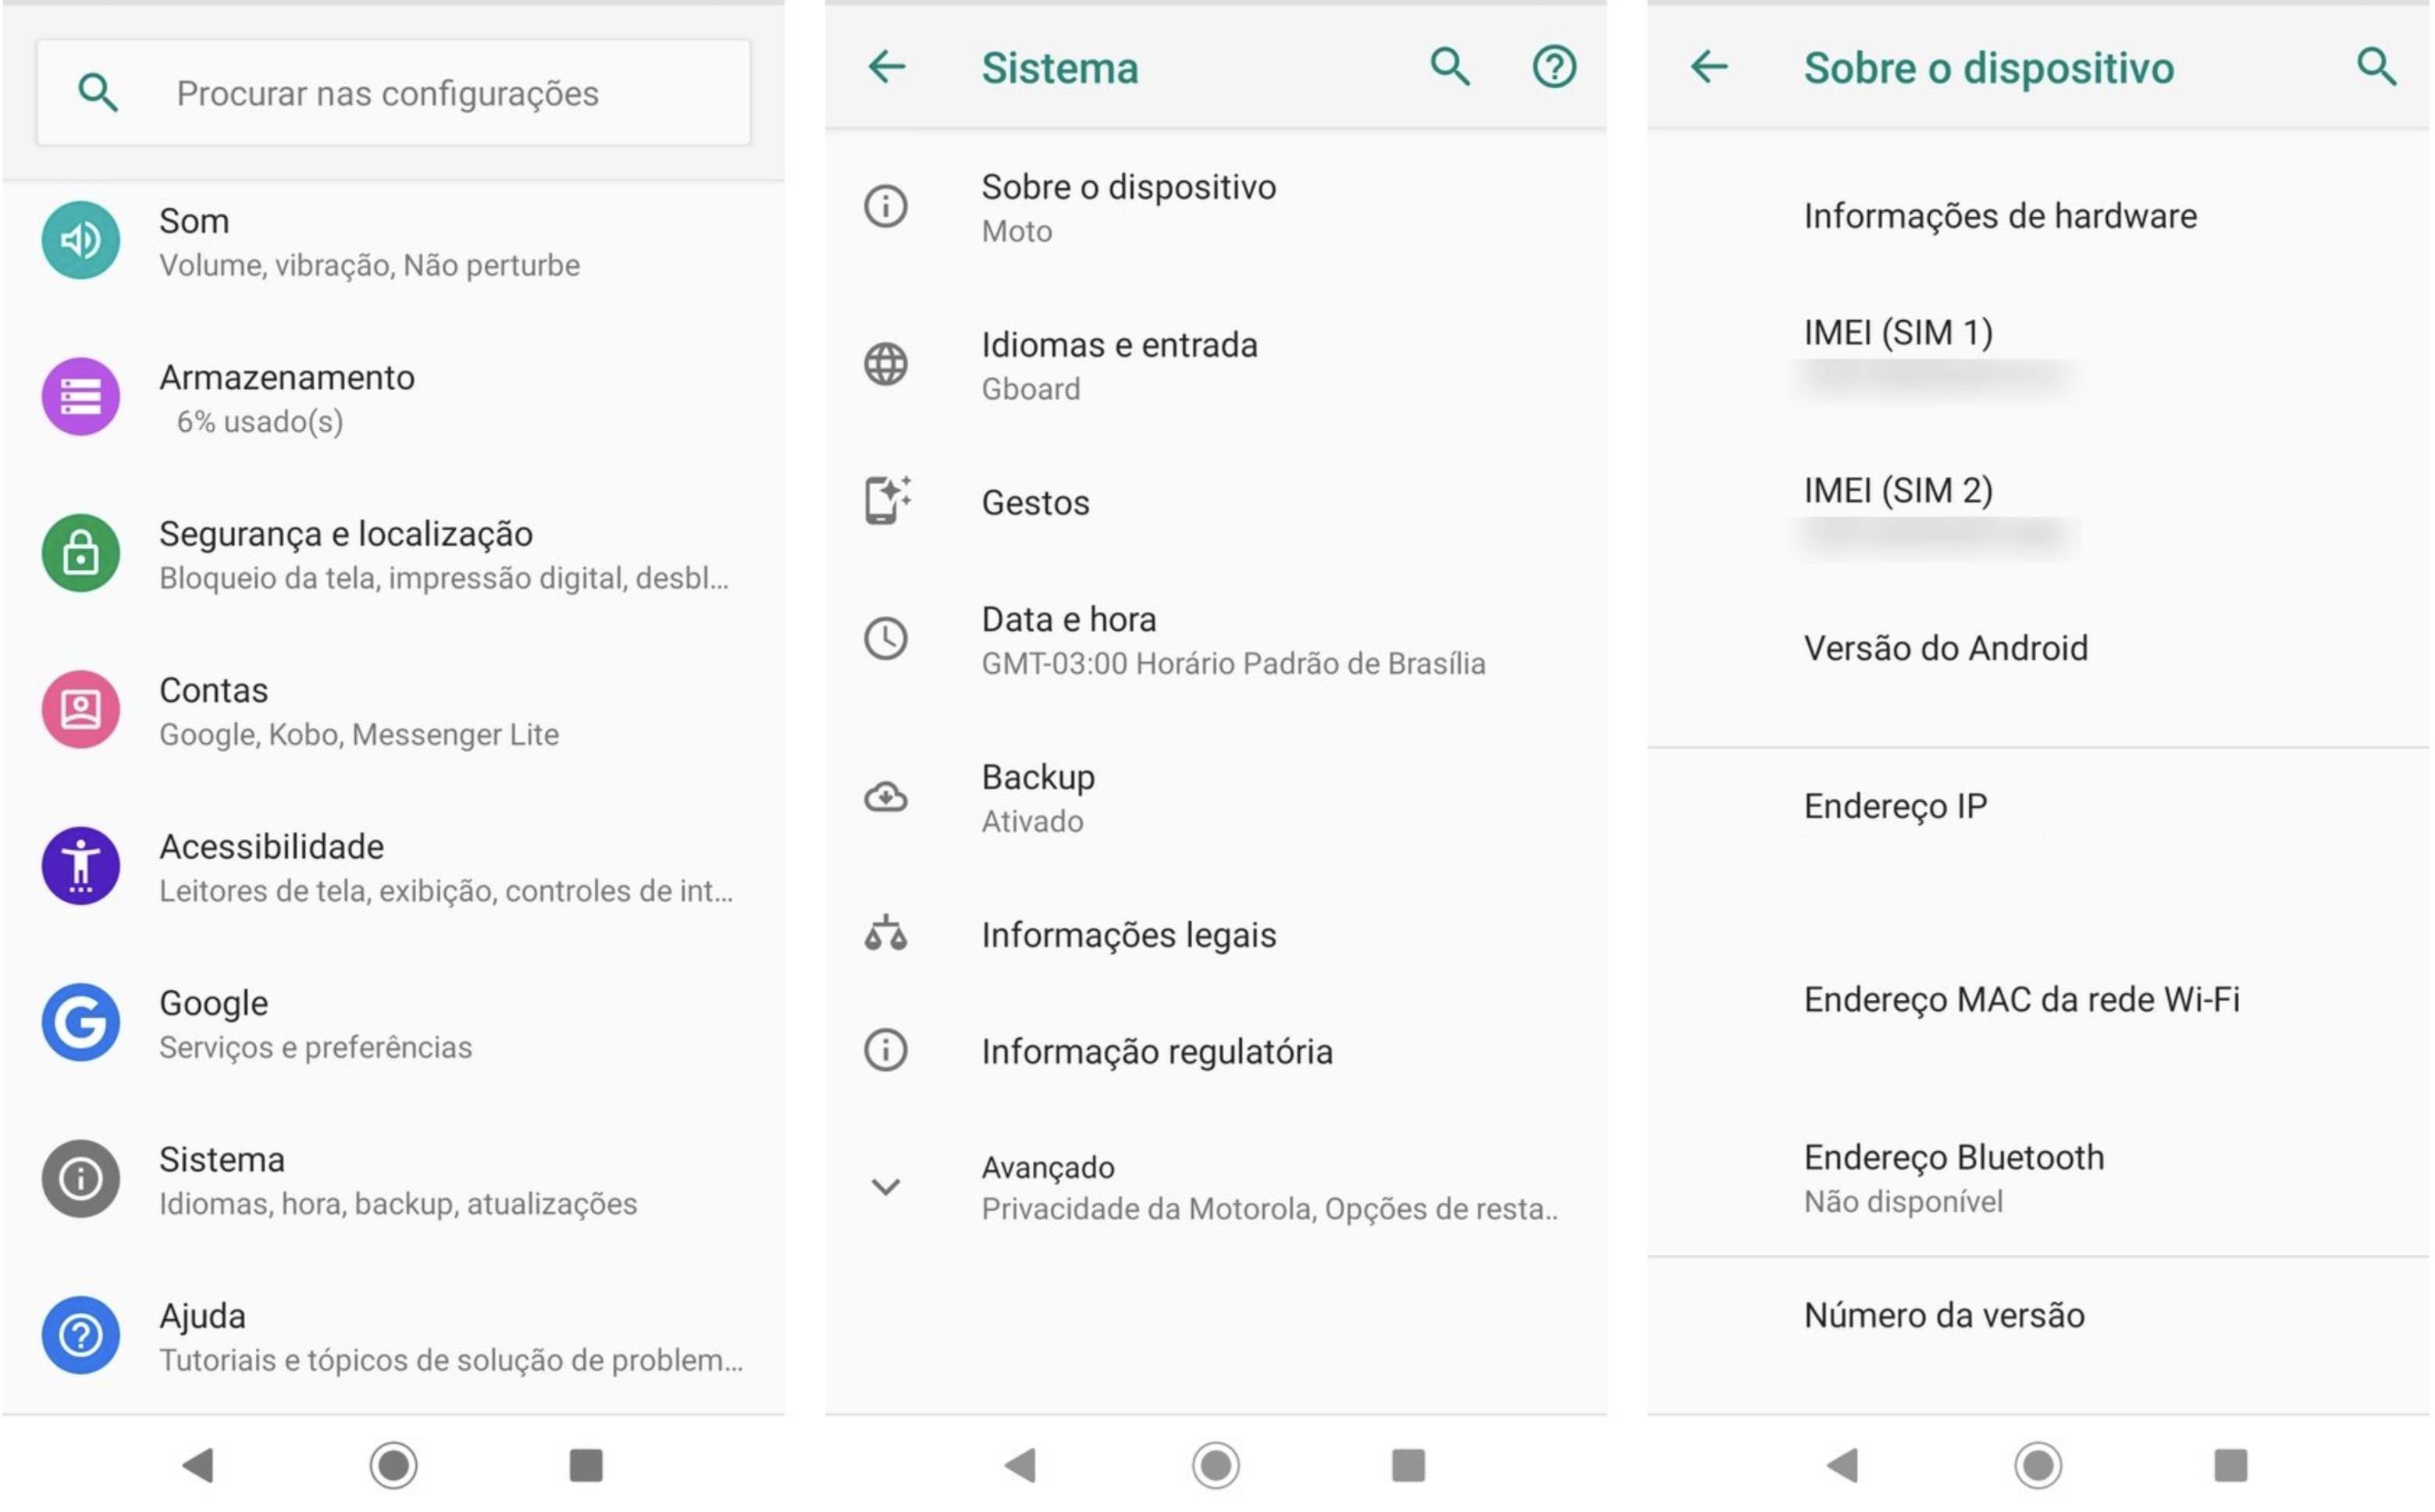 Procurar nas configurações
Som
Volume, vibração, Não perturbe
Armazenamento
6% usado(s)
Segurança e localização
Bloqueio da tela, impressão digital, desbl...
Contas
Google, Kobo, Messenger Lite
Acessibilidade
Leitores de tela, exibição, controles de int...
Google
Serviços e preferências
Sistema
Idiomas, hora, backup, atualizações
Ajuda
Tutoriais e tópicos de solução de problem...
Sistema
Sobre o dispositivo
Moto
Idiomas e entrada
Gboard
Gestos
Data e hora
GMT-03:00 Horário Padrão de Brasília
Backup
Ativado
Informações legais
Informação regulatória
Avançado
Privacidade da Motorola, Opções de resta..
Sobre o dispositivo
Informações de hardware
IMEI (SIM 1)
IMEI (SIM 2)
Versão do Android
Endereço IP
Endereço MAC da rede Wi-Fi
Endereço Bluetooth
Não disponível
Número da versão